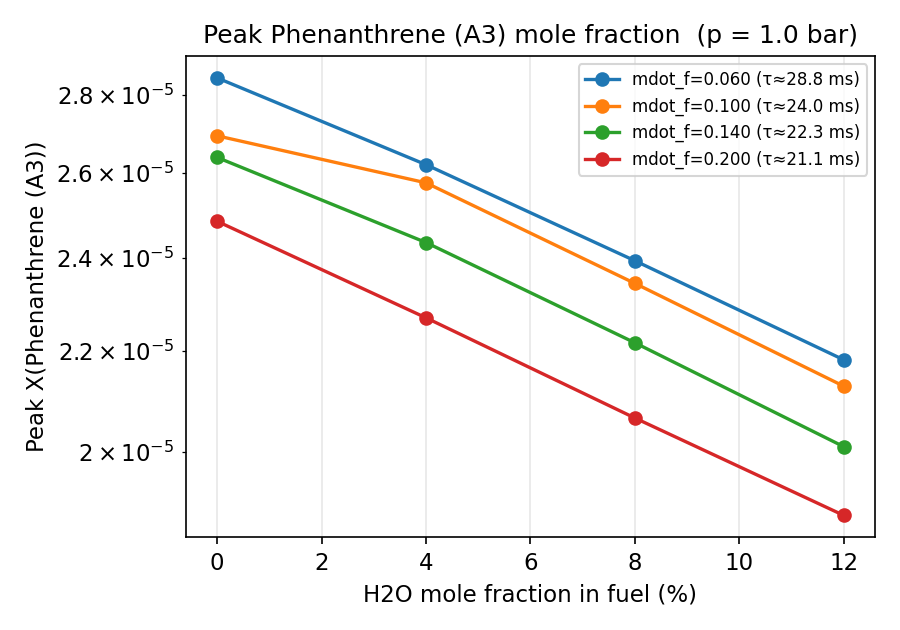 Peak Phenanthrene (A3) mole fraction  (p = 1.0 bar)
mdot_f=0.060 (τ≈28.8 ms)
mdot_f=0.100 (τ≈24.0 ms)
mdot_f=0.140 (τ≈22.3 ms)
mdot_f=0.200 (τ≈21.1 ms)
Peak X(Phenanthrene (A3))
2.8 × 10⁻⁵
2.6 × 10⁻⁵
2.4 × 10⁻⁵
2.2 × 10⁻⁵
2 × 10⁻⁵
0 2 4 6 8 10 12
H2O mole fraction in fuel (%)